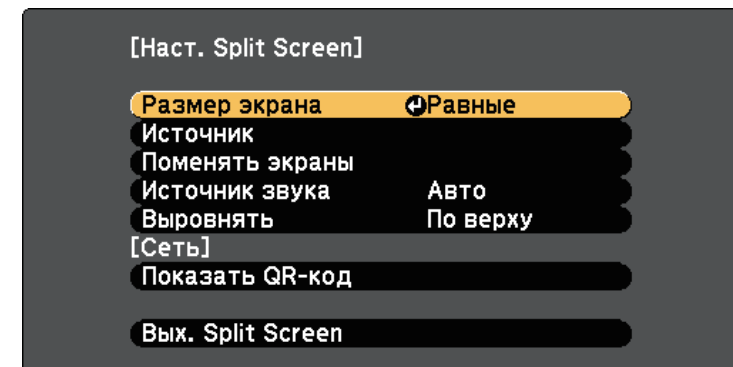 [Наст. Split Screen]
Размер экрана Равные
Источник
Поменять экраны
Источник звука Авто
Выровнять По верху
[Сеть]
Показать QR-код
Вых. Split Screen